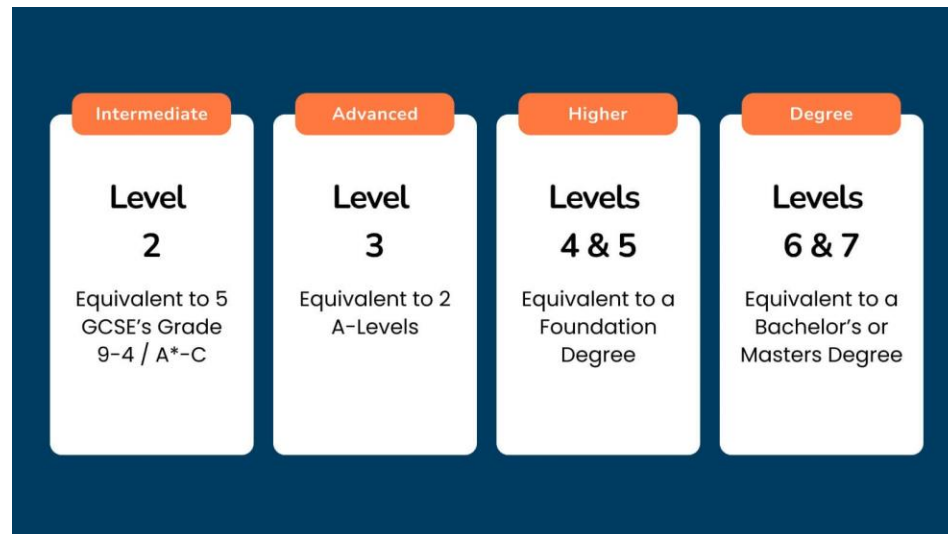 Intermediate
Level
2
Equivalent to 5
GCSE’s Grade
9-4 / A*-C
Advanced
Level
3
Equivalent to 2
A-Levels
Higher
Levels
4 & 5
Equivalent to a
Foundation
Degree
Degree
Levels
6 & 7
Equivalent to a
Bachelor’s or
Masters Degree